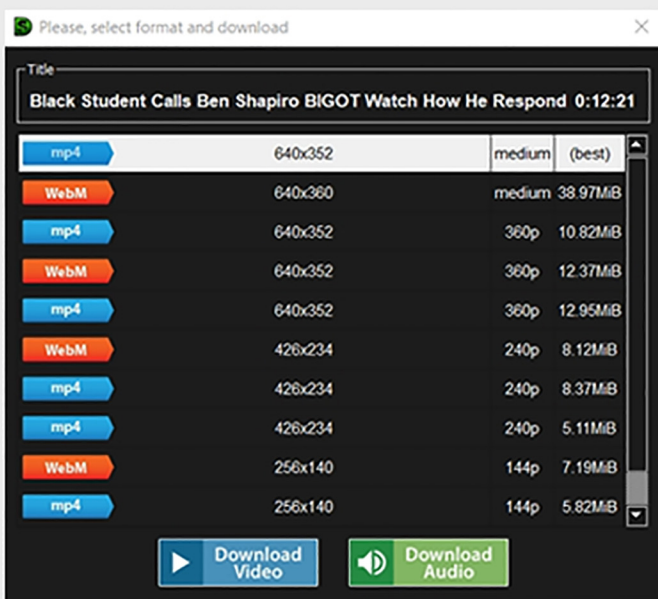 Please, select format and download
Title
Black Student Calls Ben Shapiro BIGOT Watch How He Respond 0:12:21
mp4 640x352 medium (best)
WebM 640x360 medium 38.97MiB
mp4 640x352 360p 10.82MiB
WebM 640x352 360p 12.37MiB
mp4 640x352 360p 12.95MiB
WebM 426x234 240p 8.12MiB
mp4 426x234 240p 8.37MiB
mp4 426x234 240p 5.11MiB
WebM 256x140 144p 7.19MiB
mp4 256x140 144p 5.82MiB
Download Video
Download Audio